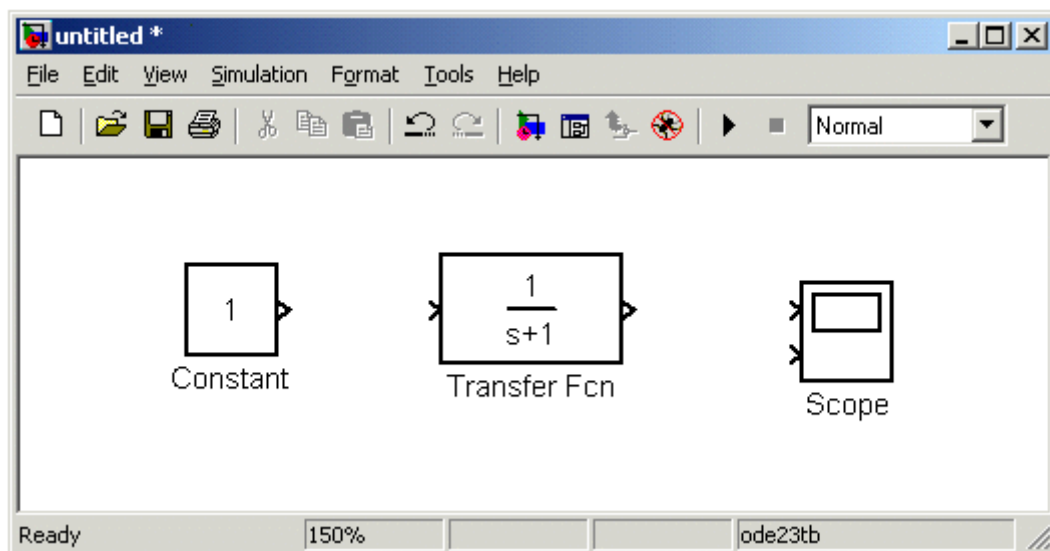 untitled *
File Edit View Simulation Format Tools Help
Normal
1
Constant
1
s+1
Transfer Fcn
Scope
Ready 150% ode23tb